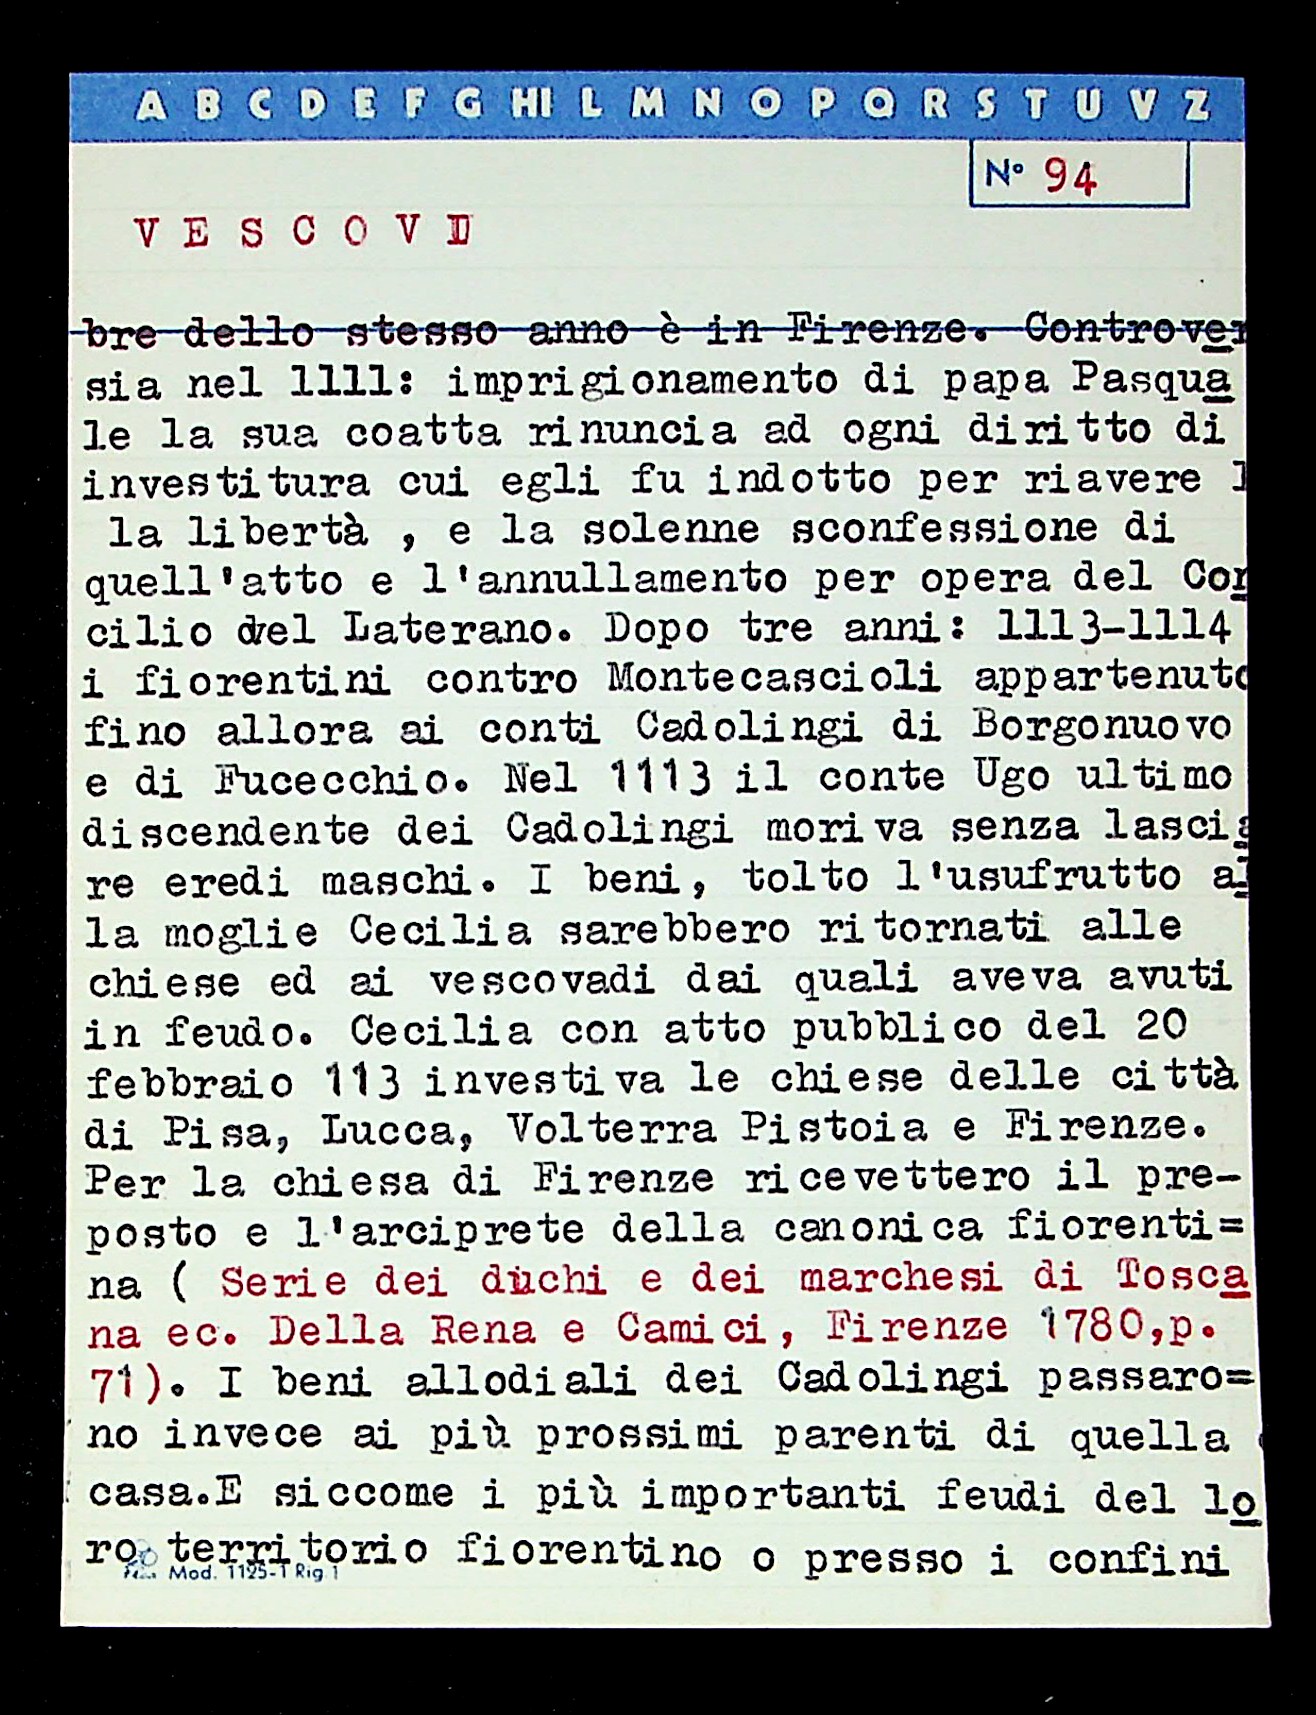 A B C D E F G HI L M N O P Q R S T U V Z
N° 94
V E S C O V I
bre dello stesso anno è in Firenze. Controver
sia nel 1111: imprigionamento di papa Pasqua
le la sua coatta rinuncia ad ogni diritto di
investitura cui egli fu indotto per riavere l
la libertà , e la solenne sconfessione di
quell'atto e l'annullamento per opera del Con
cilio del Laterano. Dopo tre anni: 1113-1114
i fiorentini contro Montecascioli appartenuto
fino allora ai conti Cadolingi di Borgonuovo
e di Fucecchio. Nel 1113 il conte Ugo ultimo
discendente dei Cadolingi moriva senza lascia
re eredi maschi. I beni, tolto l'usufrutto al
la moglie Cecilia sarebbero ritornati alle
chiese ed ai vescovadi dai quali aveva avuti
in feudo. Cecilia con atto pubblico del 20
febbraio 113 investiva le chiese delle città
di Pisa, Lucca, Volterra Pistoia e Firenze.
Per la chiesa di Firenze ricevettero il pre-
posto e l'arciprete della canonica fiorenti=
na ( Serie dei duchi e dei marchesi di Tosca
na ec. Della Rena e Camici, Firenze 1780,p.
71). I beni allodiali dei Cadolingi passaro=
no invece ai più prossimi parenti di quella
casa.E siccome i più importanti feudi del lo
ro territorio fiorentino o presso i confini
Mod. 1125-1 Rig 1